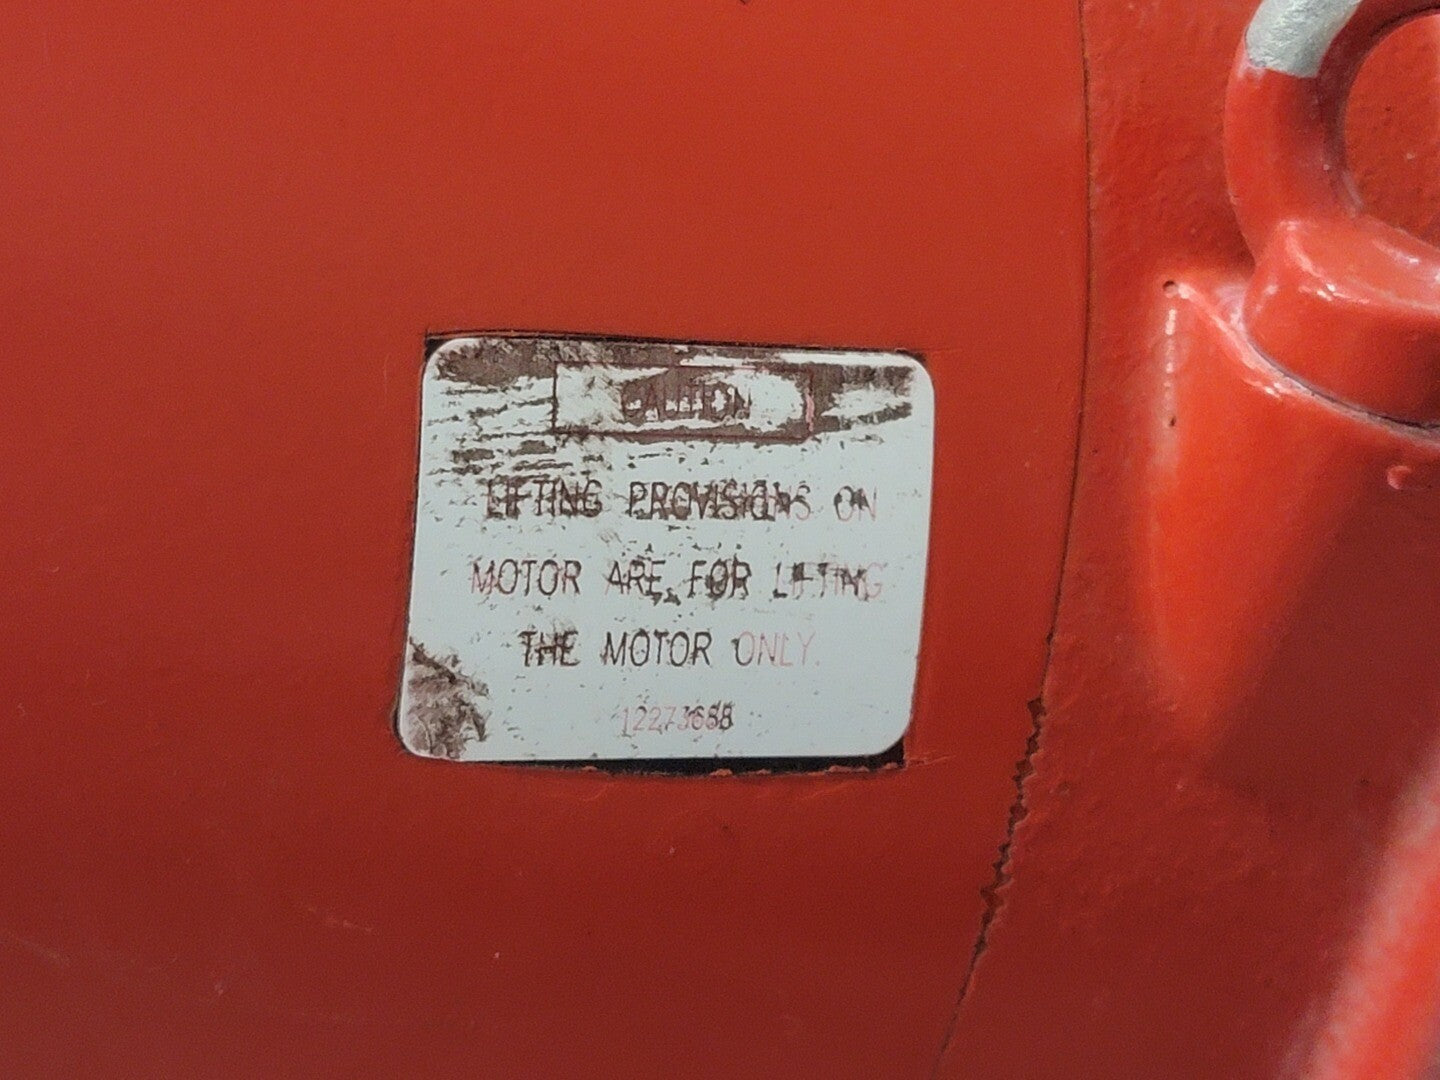 CAUTION
LIFTING PROVISIONS ON
MOTOR ARE FOR LIFTING
THE MOTOR ONLY.
12273688